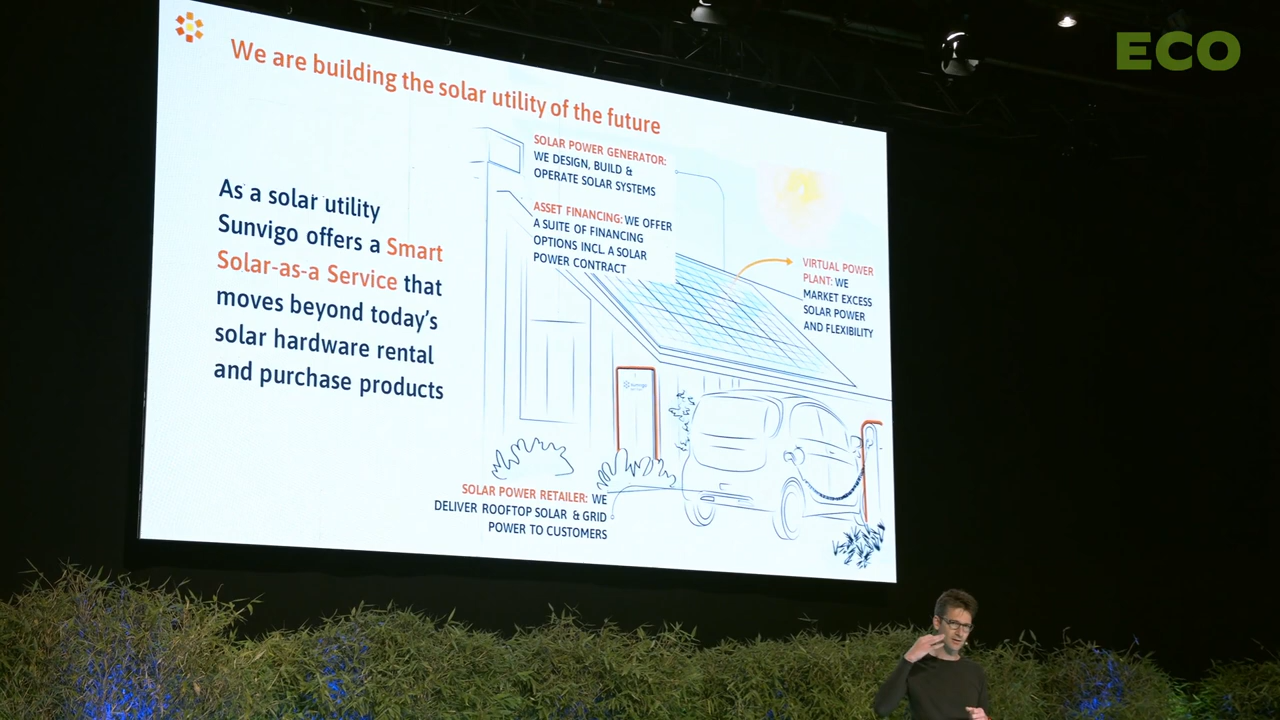 ECO
We are building the solar utility of the future
As a solar utility
Sunvigo offers a Smart
Solar-as-a Service that
moves beyond today's
solar hardware rental
and purchase products
SOLAR POWER GENERATOR:
WE DESIGN, BUILD &
OPERATE SOLAR SYSTEMS
ASSET FINANCING: WE OFFER
A SUITE OF FINANCING
OPTIONS INCL. A SOLAR
POWER CONTRACT
VIRTUAL POWER
PLANT: WE
MARKET EXCESS
SOLAR POWER
AND FLEXIBILITY
sunvigo
SOLAR POWER RETAILER: WE
DELIVER ROOFTOP SOLAR & GRID
POWER TO CUSTOMERS